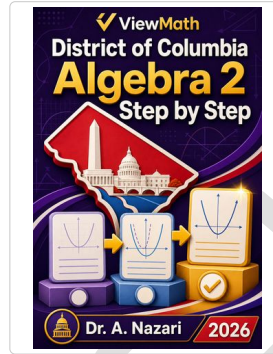 ViewMath
District of Columbia
Algebra 2
Step by Step
Dr. A. Nazari
2026